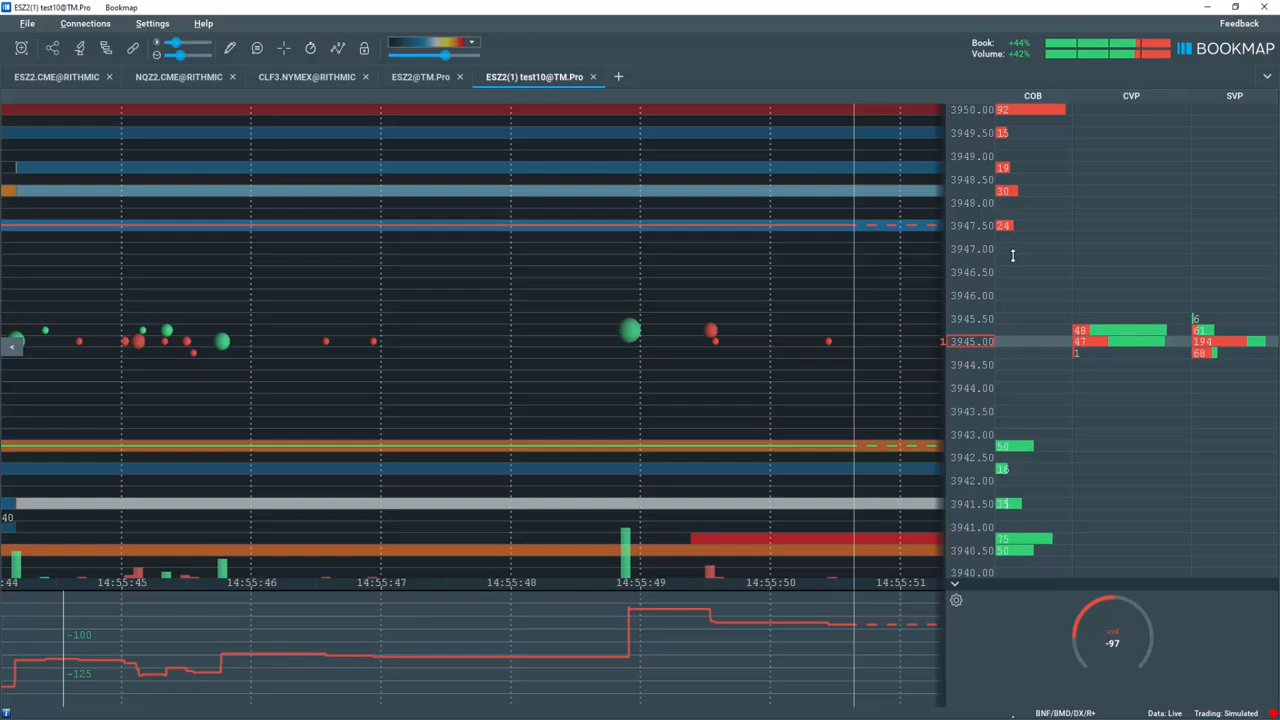 ESZ2(1) test10@TM.Pro Bookmap
File Connections Settings Help Feedback
Book: +44%
Volume: +42%
BOOKMAP
ESZ2.CME@RITHMIC NQZ2.CME@RITHMIC CLF3.NYMEX@RITHMIC ESZ2@TM.Pro ESZ2(1) test10@TM.Pro
COB CVP SVP
3950.00 92
3949.50 15
3949.00
19
3948.50
30
3948.00
3947.50 24
3947.00
3946.50
3946.00
3945.50 6
48 61
1 3945.00 47 194
1 68
3944.50
3944.00
3943.50
3943.00
50
3942.50
16
3942.00
3941.50 35
3941.00
40
75
3940.50 50
3940.00
:44 14:55:45 14:55:46 14:55:47 14:55:48 14:55:49 14:55:50 14:55:51
-100
-125
cvd
-97
BNF/BMD/DX/R+ Data: Live Trading: Simulated